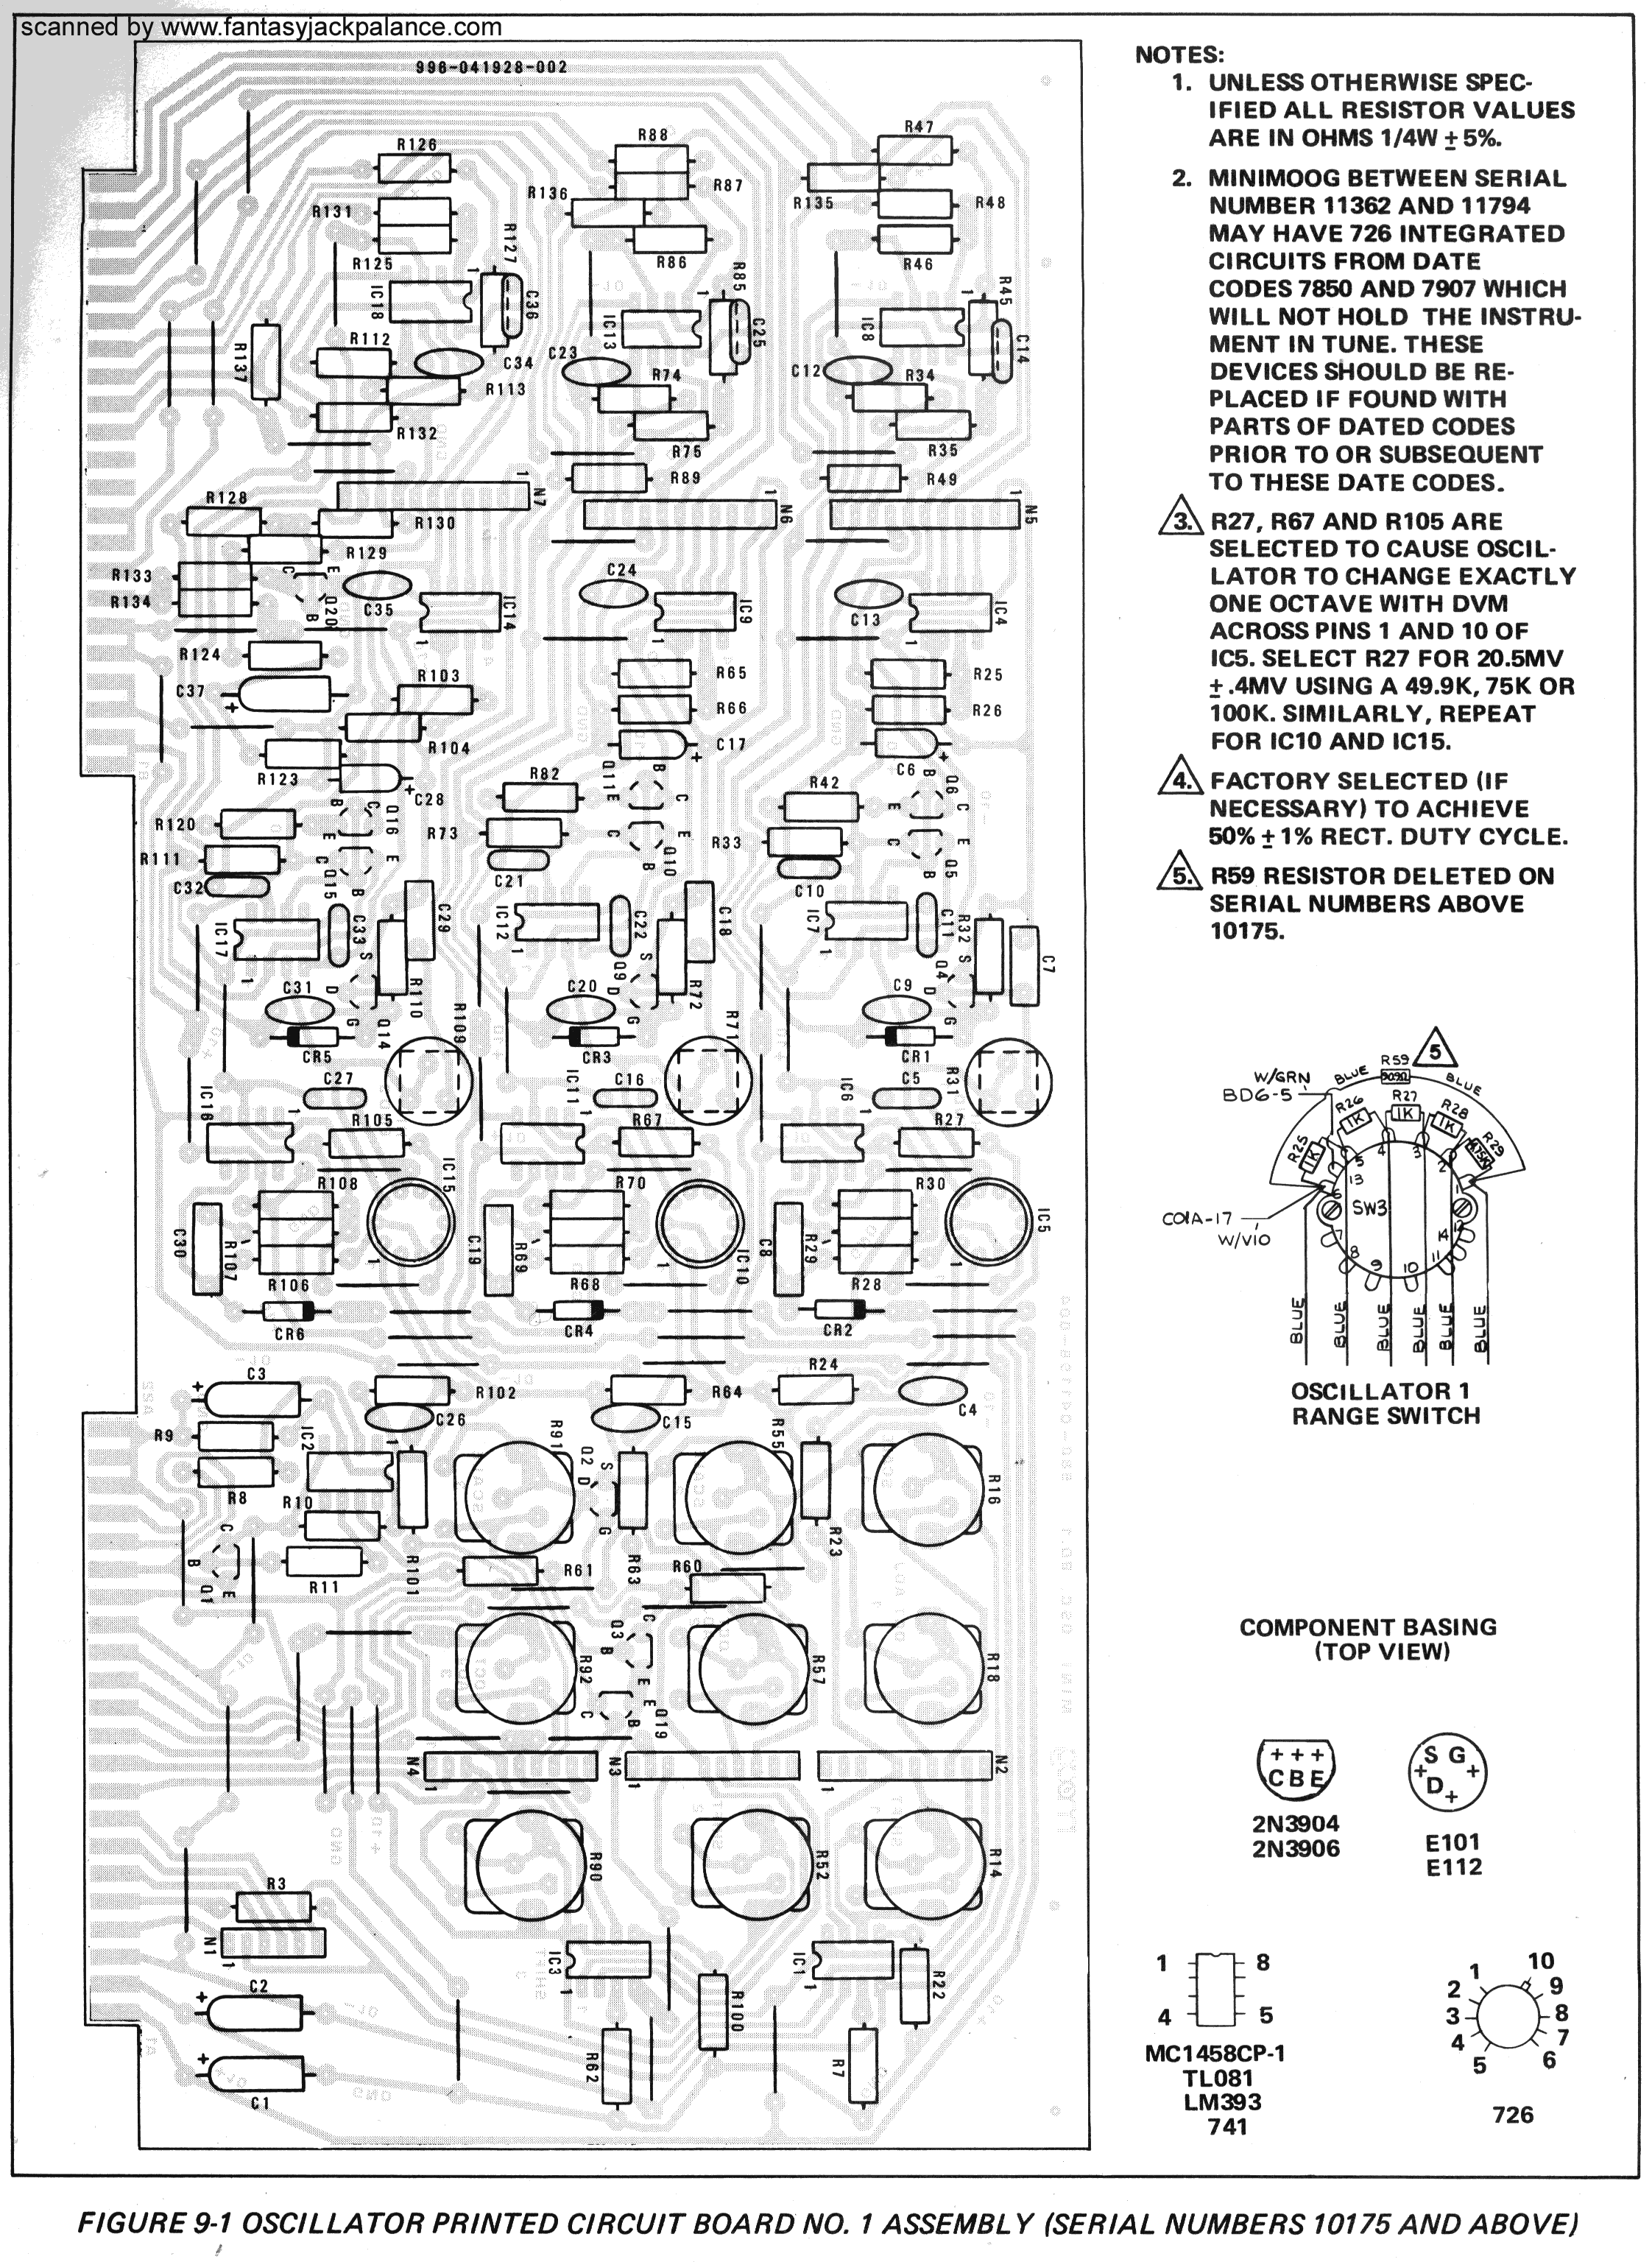 scanned by www.fantasyjackpalance.com
996-041928-002
R126
R88
R47
R136
R87
R135
R48
R131
R125
R127
R86
R46
IC18
C36
R85
IC13
C25
R45
IC8
C14
R137
R112
C34
R113
R132
C23
R74
R75
C12
R34
R35
R128
N7
R130
R129
R89
N6
R49
N5
R133
R134
Q20
C35
IC14
C24
IC9
C13
IC4
R124
C37
R103
R104
R123
C28
R65
R66
C17
R25
R26
C6
R120
R111
C32
Q16
Q15
R73
R82
C21
Q11
Q10
R33
R42
C10
Q6
Q5
IC17
C33
C29
R110
IC12
C22
C18
R72
IC7
C11
R32
C7
C31
Q14
CR5
R109
C20
Q9
CR3
R71
C9
Q4
CR1
R31
IC16
C27
R105
IC11
C16
R67
IC6
C5
R27
R108
IC15
R70
IC10
R30
IC5
C30
R107
R106
C19
R69
R68
C8
R29
R28
CR6
CR4
CR2
C3
R102
C26
R64
C15
R24
C4
R9
R8
IC2
R10
R11
Q1
R101
R91
Q2
R63
R55
R23
R16
R61
R60
R92
Q3
Q19
R57
R18
N4
N3
N2
R90
R52
R14
R3
N1
C2
C1
IC3
R62
R100
IC1
R22
R7
NOTES:
1. UNLESS OTHERWISE SPEC-
IFIED ALL RESISTOR VALUES
ARE IN OHMS 1/4W ± 5%.
2. MINIMOOG BETWEEN SERIAL
NUMBER 11362 AND 11794
MAY HAVE 726 INTEGRATED
CIRCUITS FROM DATE
CODES 7850 AND 7907 WHICH
WILL NOT HOLD THE INSTRU-
MENT IN TUNE. THESE
DEVICES SHOULD BE RE-
PLACED IF FOUND WITH
PARTS OF DATED CODES
PRIOR TO OR SUBSEQUENT
TO THESE DATE CODES.
3. R27, R67 AND R105 ARE
SELECTED TO CAUSE OSCIL-
LATOR TO CHANGE EXACTLY
ONE OCTAVE WITH DVM
ACROSS PINS 1 AND 10 OF
IC5. SELECT R27 FOR 20.5MV
± .4MV USING A 49.9K, 75K OR
100K. SIMILARLY, REPEAT
FOR IC10 AND IC15.
4. FACTORY SELECTED (IF
NECESSARY) TO ACHIEVE
50% ± 1% RECT. DUTY CYCLE.
5. R59 RESISTOR DELETED ON
SERIAL NUMBERS ABOVE
10175.
R59
5
909Ω
W/GRN
BD6-5
BLUE
BLUE
R25
1K
R26
1K
R27
1K
R28
1K
R29
SW3
CO1A-17
W/VIO
BLUE
BLUE
BLUE
BLUE
BLUE
BLUE
OSCILLATOR 1
RANGE SWITCH
COMPONENT BASING
(TOP VIEW)
C B E
2N3904
2N3906
S G
D
E101
E112
1 8
4 5
MC1458CP-1
TL081
LM393
741
1 10
2 9
3 8
4 7
5 6
726
FIGURE 9-1 OSCILLATOR PRINTED CIRCUIT BOARD NO. 1 ASSEMBLY (SERIAL NUMBERS 10175 AND ABOVE)